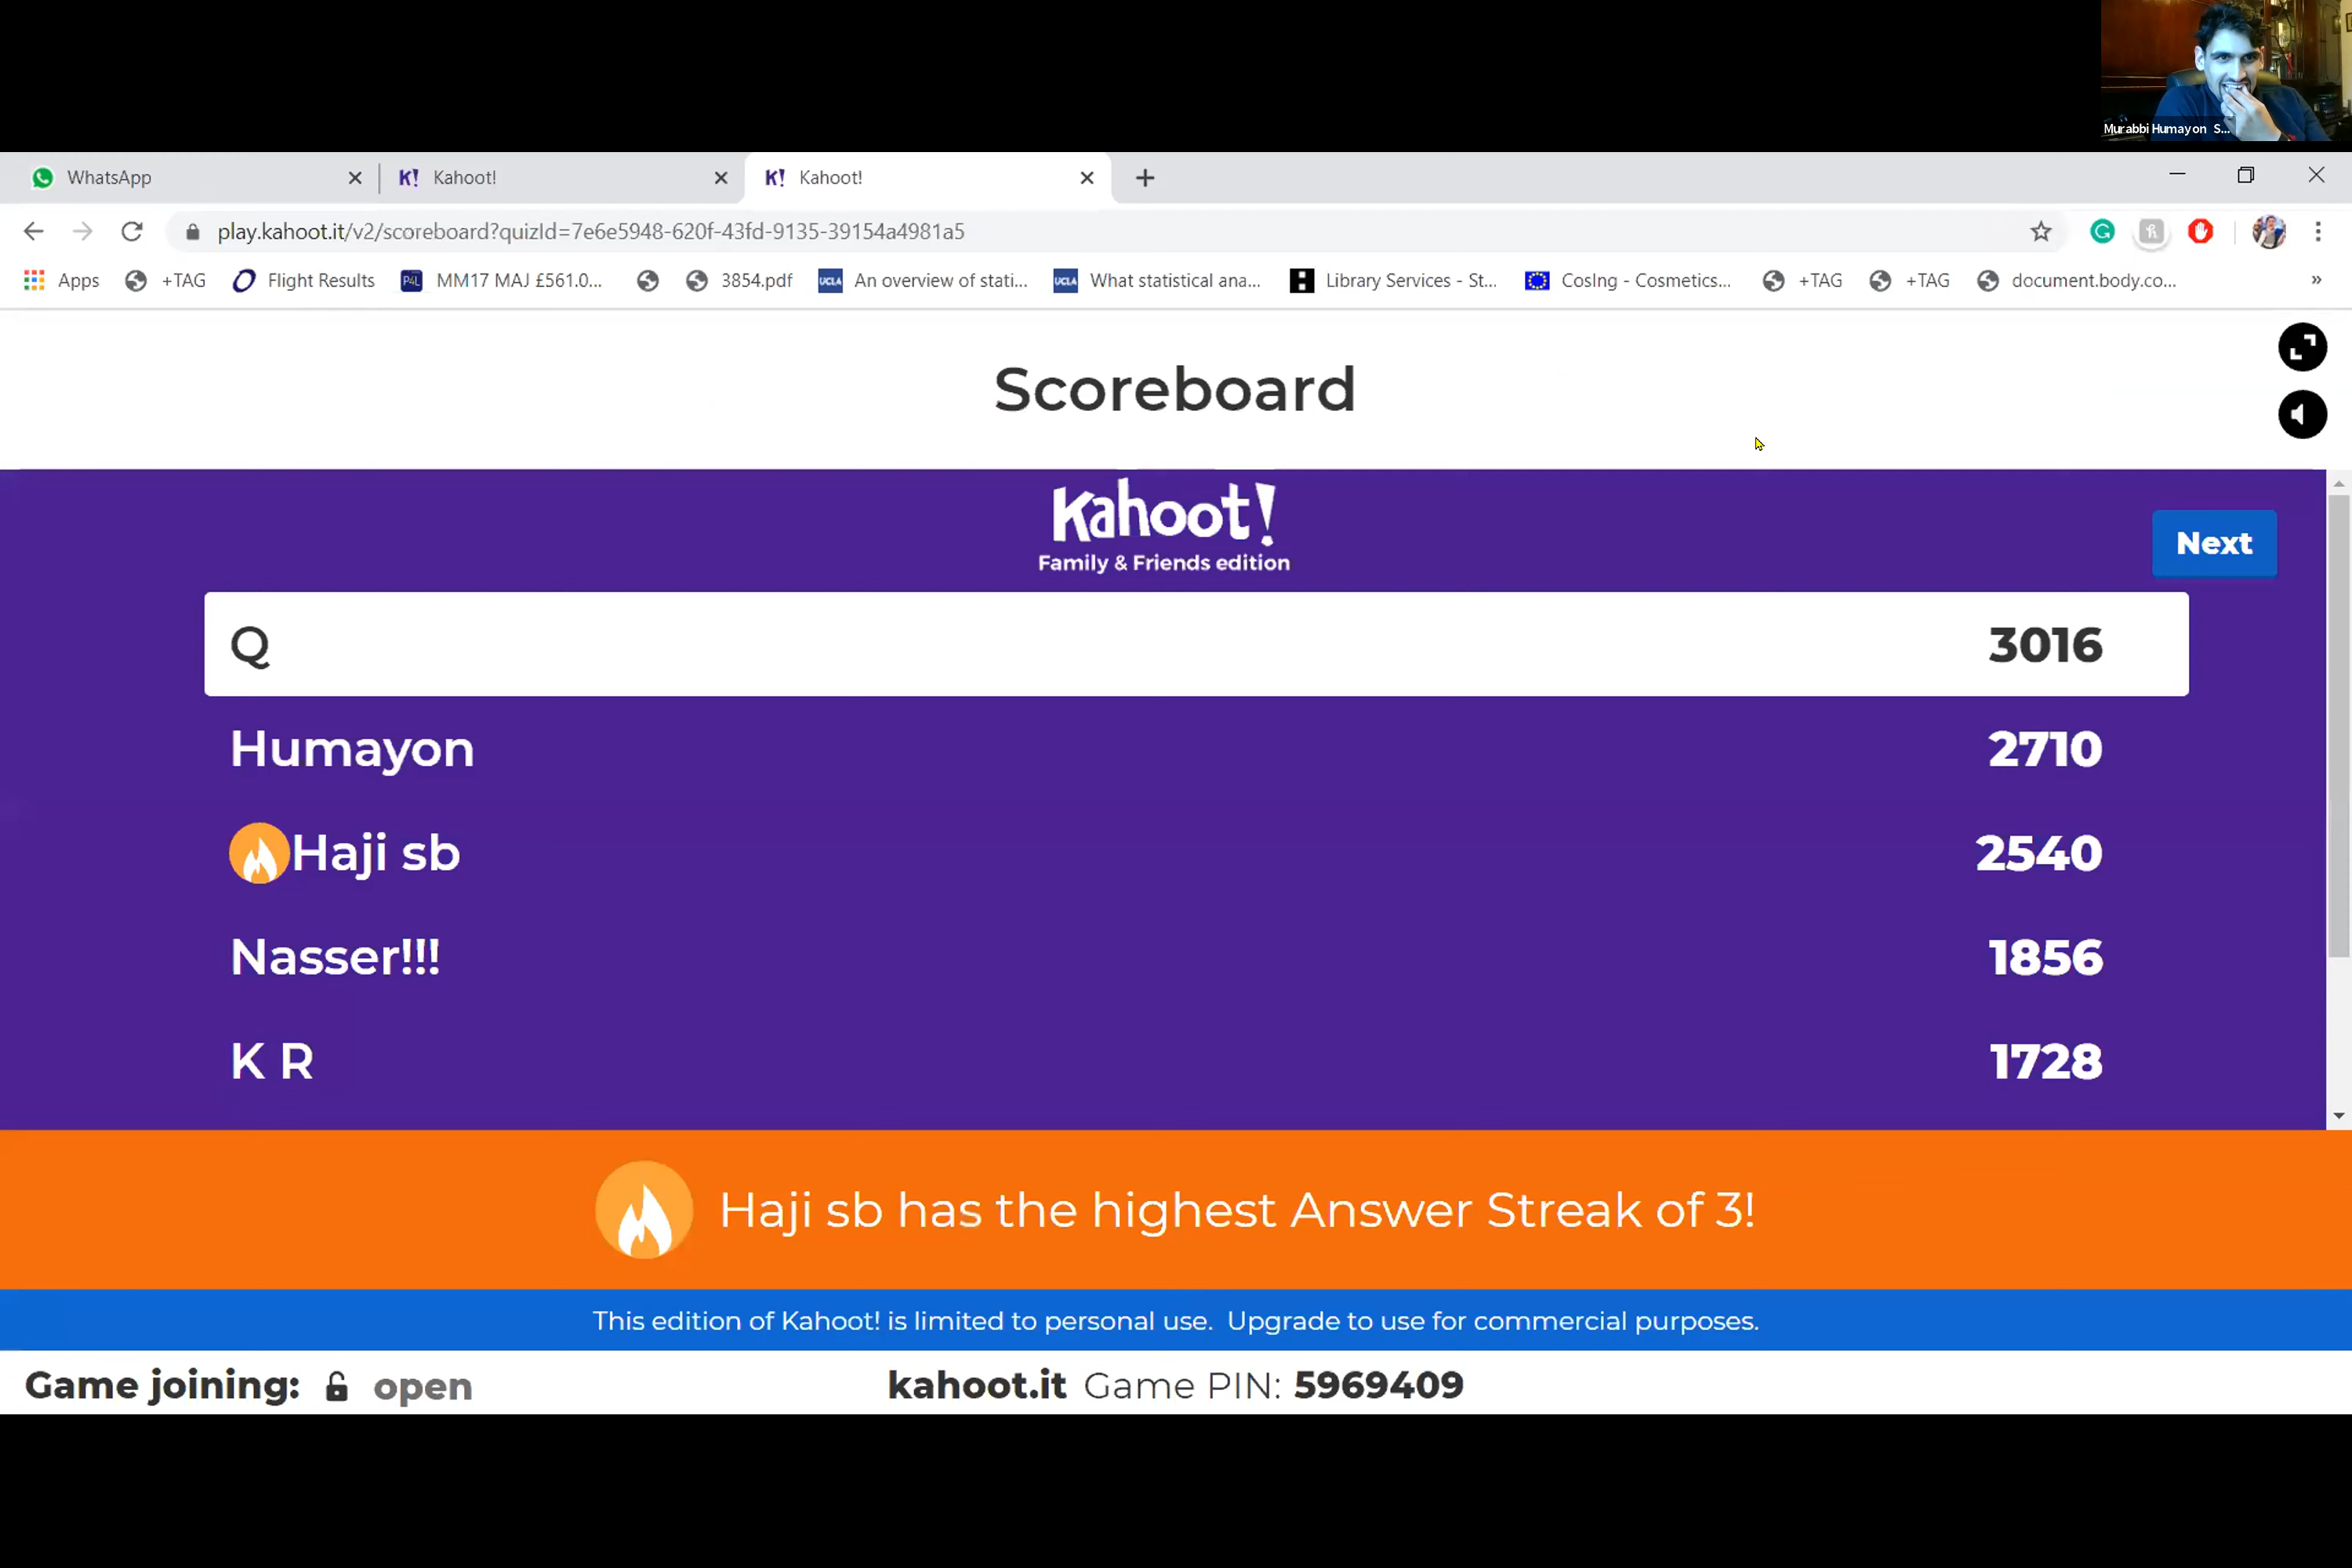 Murabbi Humayon S...
WhatsApp
K! Kahoot!
K! Kahoot!
play.kahoot.it/v2/scoreboard?quizId=7e6e5948-620f-43fd-9135-39154a4981a5
Apps +TAG Flight Results P4L MM17 MAJ £561.0... 3854.pdf UCLA An overview of stati... UCLA What statistical ana... Library Services - St... CosIng - Cosmetics... +TAG +TAG document.body.co... »
Scoreboard
Kahoot!
Family & Friends edition
Next
Q 3016
Humayon 2710
Haji sb 2540
Nasser!!! 1856
K R 1728
Haji sb has the highest Answer Streak of 3!
This edition of Kahoot! is limited to personal use. Upgrade to use for commercial purposes.
Game joining: open kahoot.it Game PIN: 5969409